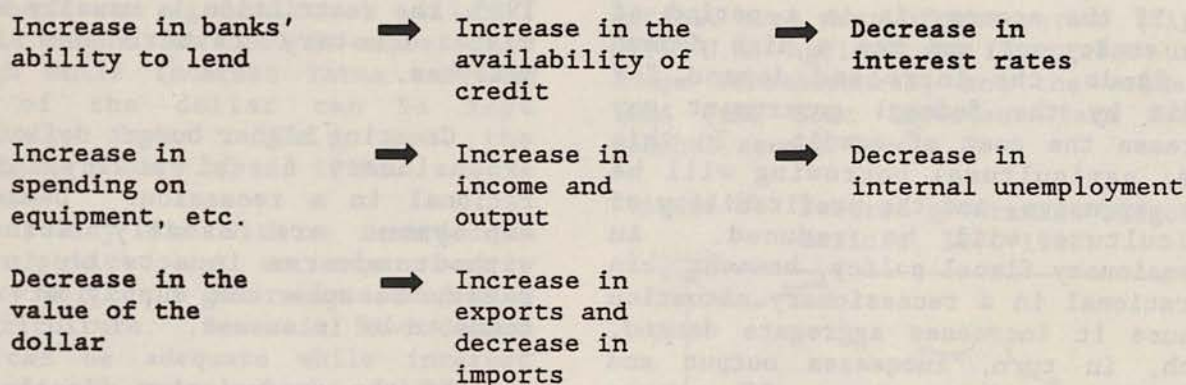 Increase in banks' ➡ Increase in the ➡ Decrease in
ability to lend availability of interest rates
credit
Increase in ➡ Increase in ➡ Decrease in
spending on income and internal unemployment
equipment, etc. output
Decrease in the ➡ Increase in
value of the exports and
dollar decrease in
imports